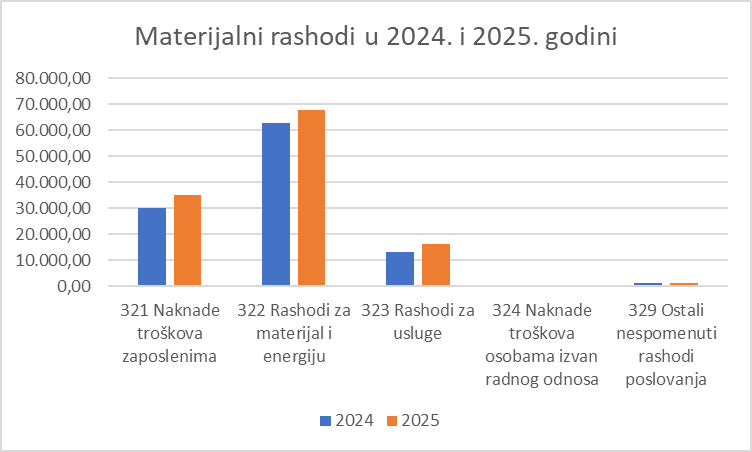 Materijalni rashodi u 2024. i 2025. godini
80.000,00
70.000,00
60.000,00
50.000,00
40.000,00
30.000,00
20.000,00
10.000,00
0,00
321 Naknade
troškova
zaposlenima
322 Rashodi za
materijal i
energiju
323 Rashodi za
usluge
324 Naknade
troškova
osobama izvan
radnog odnosa
329 Ostali
nespomenuti
rashodi
poslovanja
2024
2025